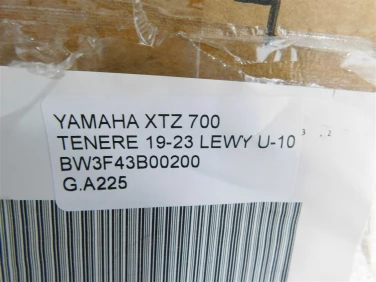 YAMAHA XTZ 700
TENERE 19-23 LEWY U-10
BW3F43B00200
G.A225